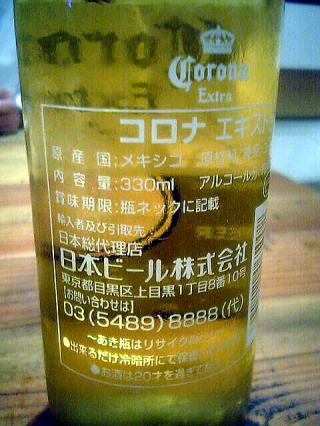 Corona
Extra
コロナ エキスト
原産国:メキシコ 原材料
内容量:330ml アルコール
賞味期限:瓶ネックに記載
輸入者及び引取先:
日本総代理店
日本ビール株式会社
東京都目黒区上目黒1丁目8番10号
【お問い合わせは】
03(5489)8888(代)
～あき瓶はリサイクル
●出来るだけ冷暗所にて保
●お酒は20才を過ぎて